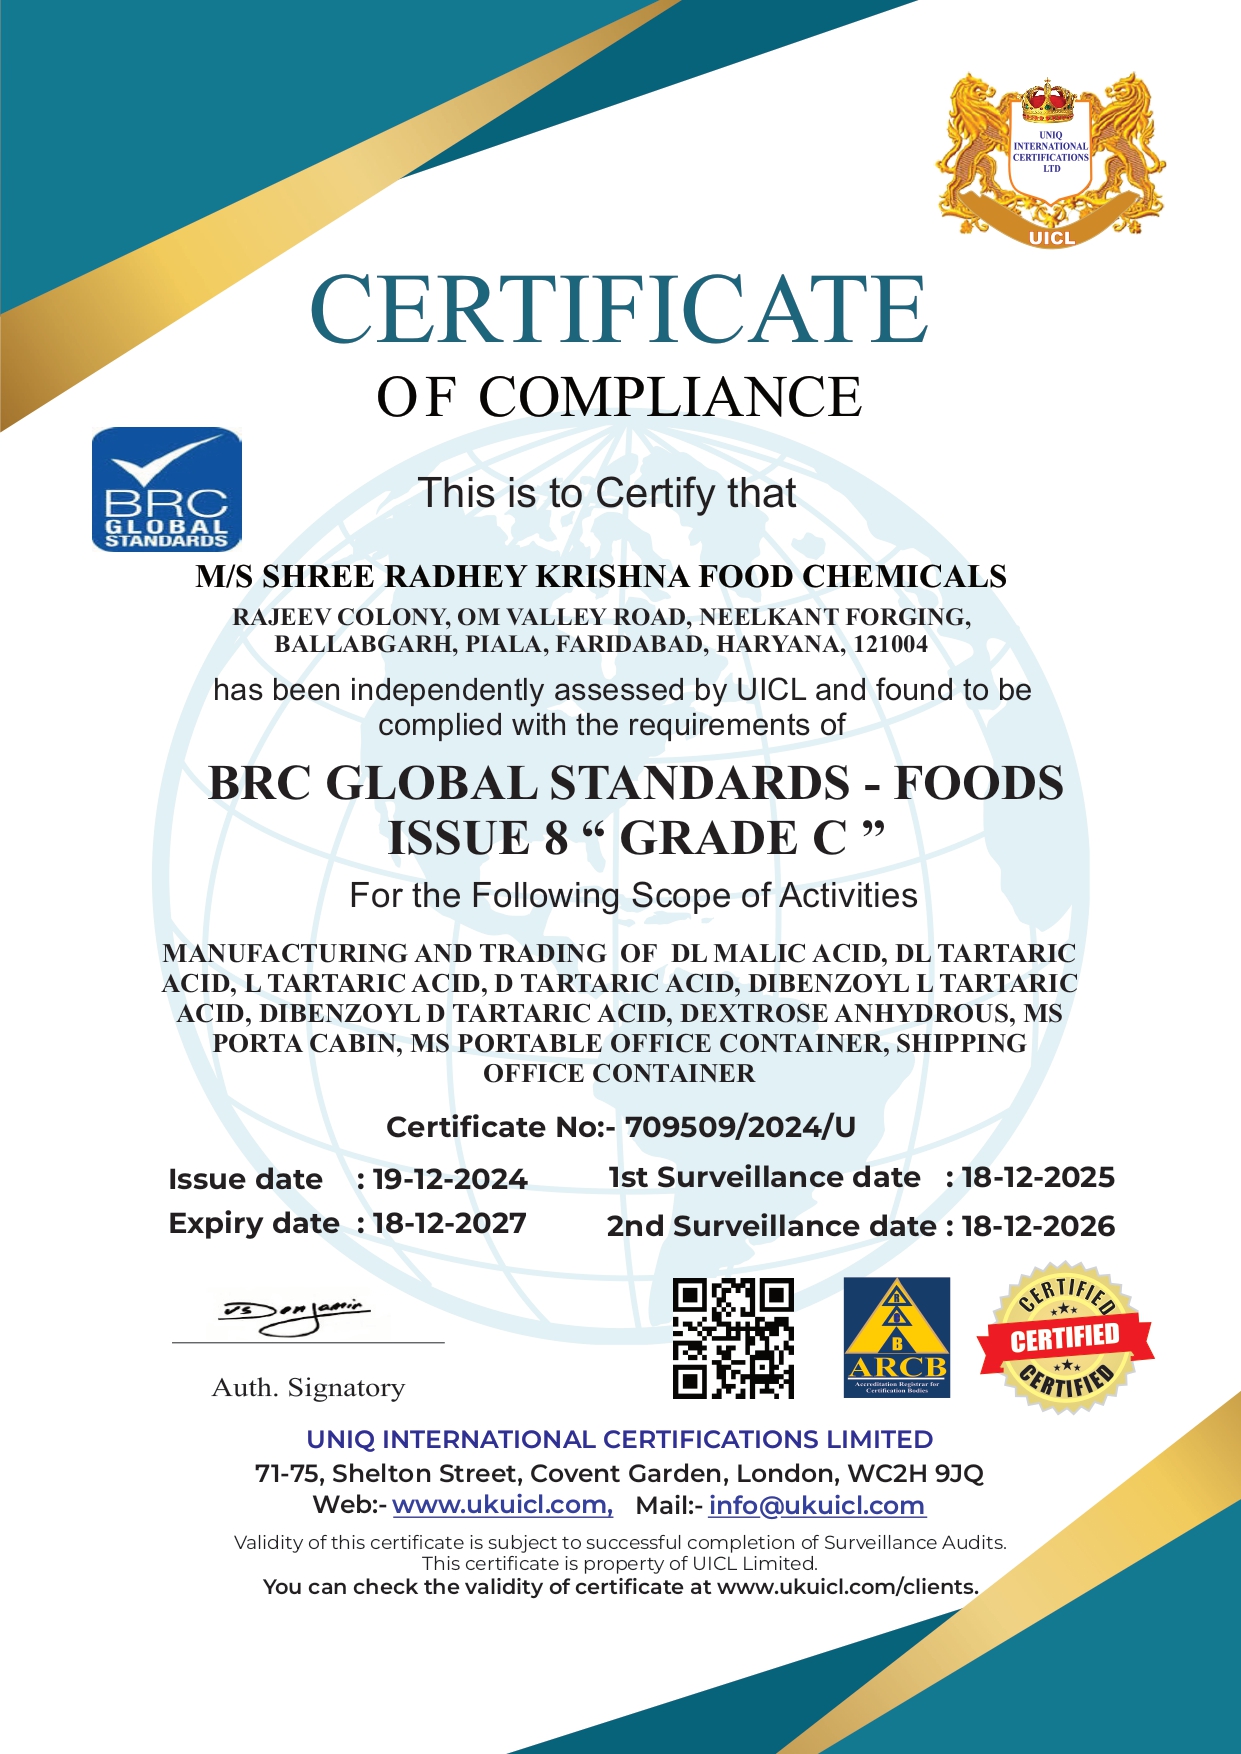 UNIQ
INTERNATIONAL
CERTIFICATIONS
LTD
UICL
CERTIFICATE
OF COMPLIANCE
BRC
GLOBAL
STANDARDS
This is to Certify that
M/S SHREE RADHEY KRISHNA FOOD CHEMICALS
RAJEEV COLONY, OM VALLEY ROAD, NEELKANT FORGING,
BALLABGARH, PIALA, FARIDABAD, HARYANA, 121004
has been independently assessed by UICL and found to be
complied with the requirements of
BRC GLOBAL STANDARDS - FOODS
ISSUE 8 “ GRADE C ”
For the Following Scope of Activities
MANUFACTURING AND TRADING OF DL MALIC ACID, DL TARTARIC
ACID, L TARTARIC ACID, D TARTARIC ACID, DIBENZOYL L TARTARIC
ACID, DIBENZOYL D TARTARIC ACID, DEXTROSE ANHYDROUS, MS
PORTA CABIN, MS PORTABLE OFFICE CONTAINER, SHIPPING
OFFICE CONTAINER
Certificate No:- 709509/2024/U
Issue date : 19-12-2024
1st Surveillance date : 18-12-2025
Expiry date : 18-12-2027
2nd Surveillance date : 18-12-2026
Auth. Signatory
B
ARCB
Accreditation Registrar for
Certification Bodies
CERTIFIED
CERTIFIED
CERTIFIED
UNIQ INTERNATIONAL CERTIFICATIONS LIMITED
71-75, Shelton Street, Covent Garden, London, WC2H 9JQ
Web:- www.ukuicl.com, Mail:- info@ukuicl.com
Validity of this certificate is subject to successful completion of Surveillance Audits.
This certificate is property of UICL Limited.
You can check the validity of certificate at www.ukuicl.com/clients.